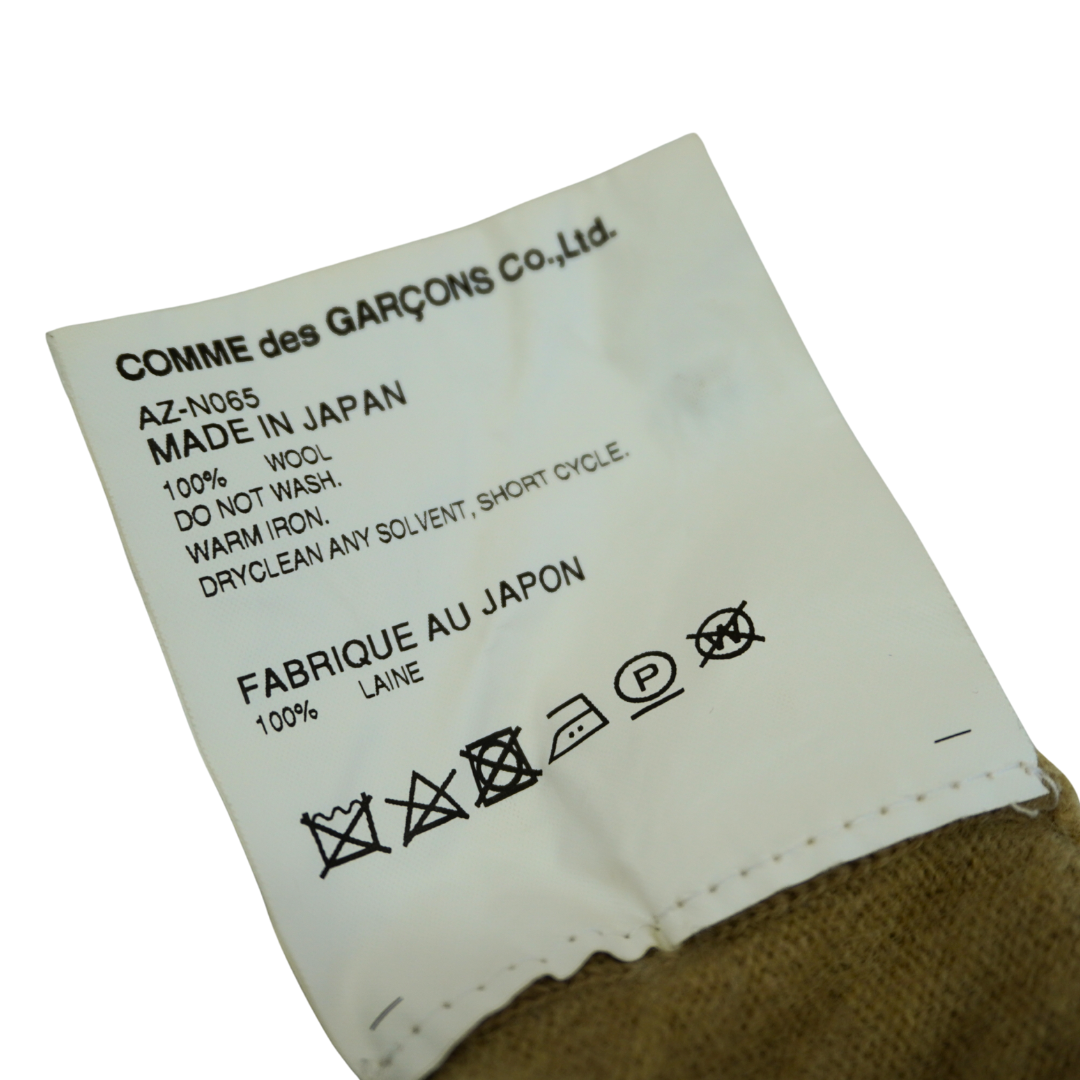 COMME des GARÇONS Co.,Ltd.
AZ-N065
MADE IN JAPAN
100% WOOL
DO NOT WASH.
WARM IRON.
DRYCLEAN ANY SOLVENT, SHORT CYCLE.
FABRIQUE AU JAPON
100% LAINE
P W